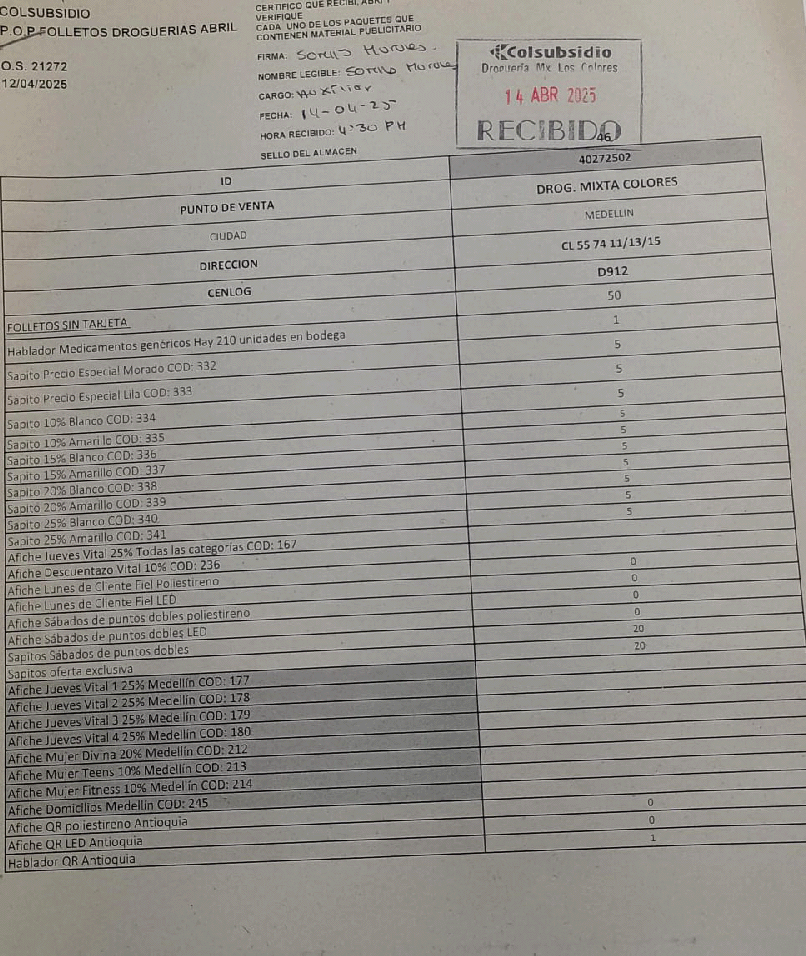 COLSUBSIDIO
P.O.P FOLLETOS DROGUERIAS ABRIL
O.S. 21272
12/04/2025
CERTIFICO QUE RECIBI, ABRI Y
VERIFIQUE
CADA UNO DE LOS PAQUETES QUE
CONTIENEN MATERIAL PUBLICITARIO
FIRMA:
NOMBRE LEGIBLE:
CARGO: Auxiliar
FECHA: 14-04-25
HORA RECIBIDO: 4:30 PM
SELLO DEL ALMACEN
Colsubsidio
Droguería Mx Los Colores
14 ABR 2025
RECIBIDO
46
ID 40272502
PUNTO DE VENTA DROG. MIXTA COLORES
CIUDAD MEDELLIN
DIRECCION CL 55 74 11/13/15
CENLOG D912
FOLLETOS SIN TARJETA 50
Hablador Medicamentos genéricos Hay 210 unidades en bodega 1
Sapito Precio Especial Morado COD: 332 5
Sapito Precio Especial Lila COD: 333 5
Sapito 10% Blanco COD: 334 5
Sapito 10% Amarillo COD: 335 5
Sapito 15% Blanco COD: 336 5
Sapito 15% Amarillo COD: 337 5
Sapito 20% Blanco COD: 338 5
Sapito 20% Amarillo COD: 339 5
Sapito 25% Blanco COD: 340 5
Sapito 25% Amarillo COD: 341 5
Afiche Jueves Vital 25% Todas las categorías COD: 167
Afiche Descuentazo Vital 10% COD: 236
Afiche Lunes de Cliente Fiel Poliestireno 0
Afiche Lunes de Cliente Fiel LED 0
Afiche Sábados de puntos dobles poliestireno 0
Afiche Sábados de puntos dobles LED 0
Sapitos Sábados de puntos dobles 20
Sapitos oferta exclusiva 20
Afiche Jueves Vital 1 25% Medellín COD: 177
Afiche Jueves Vital 2 25% Medellín COD: 178
Afiche Jueves Vital 3 25% Medellín COD: 179
Afiche Jueves Vital 4 25% Medellín COD: 180
Afiche Mujer Divina 20% Medellín COD: 212
Afiche Mujer Teens 10% Medellín COD: 213
Afiche Mujer Fitness 10% Medellín COD: 214
Afiche Domicilios Medellín COD: 245
Afiche QR poliestireno Antioquia 0
Afiche QR LED Antioquia 0
Hablador QR Antioquia 1